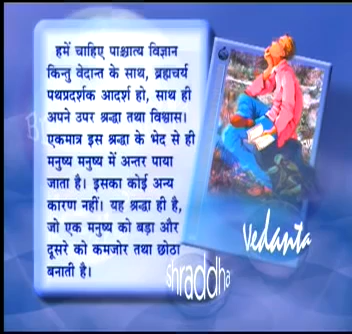 हमें चाहिए पाश्चात्य विज्ञान
किन्तु वेदान्त के साथ, ब्रह्मचर्य
पथप्रदर्शक आदर्श हो, साथ ही
अपने उपर श्रद्धा तथा विश्वास।
एकमात्र इस श्रद्धा के भेद से ही
मनुष्य मनुष्य में अन्तर पाया
जाता है। इसका कोई अन्य
कारण नहीं। यह श्रद्धा ही है,
जो एक मनुष्य को बड़ा और
दूसरे को कमजोर तथा छोठा
बनाती है।
Vedanta
shraddha